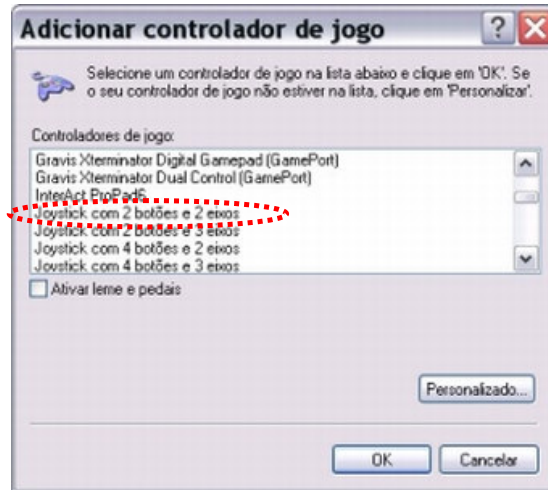 Adicionar controlador de jogo
Selecione um controlador de jogo na lista abaixo e clique em 'OK'. Se
o seu controlador de jogo não estiver na lista, clique em 'Personalizar'.
Controladores de jogo:
Gravis Xterminator Digital Gamepad (GamePort)
Gravis Xterminator Dual Control (GamePort)
InterAct ProPad6
Joystick com 2 botões e 2 eixos
Joystick com 2 botões e 3 eixos
Joystick com 4 botões e 2 eixos
Joystick com 4 botões e 3 eixos
Ativar leme e pedais
Personalizado...
OK Cancelar